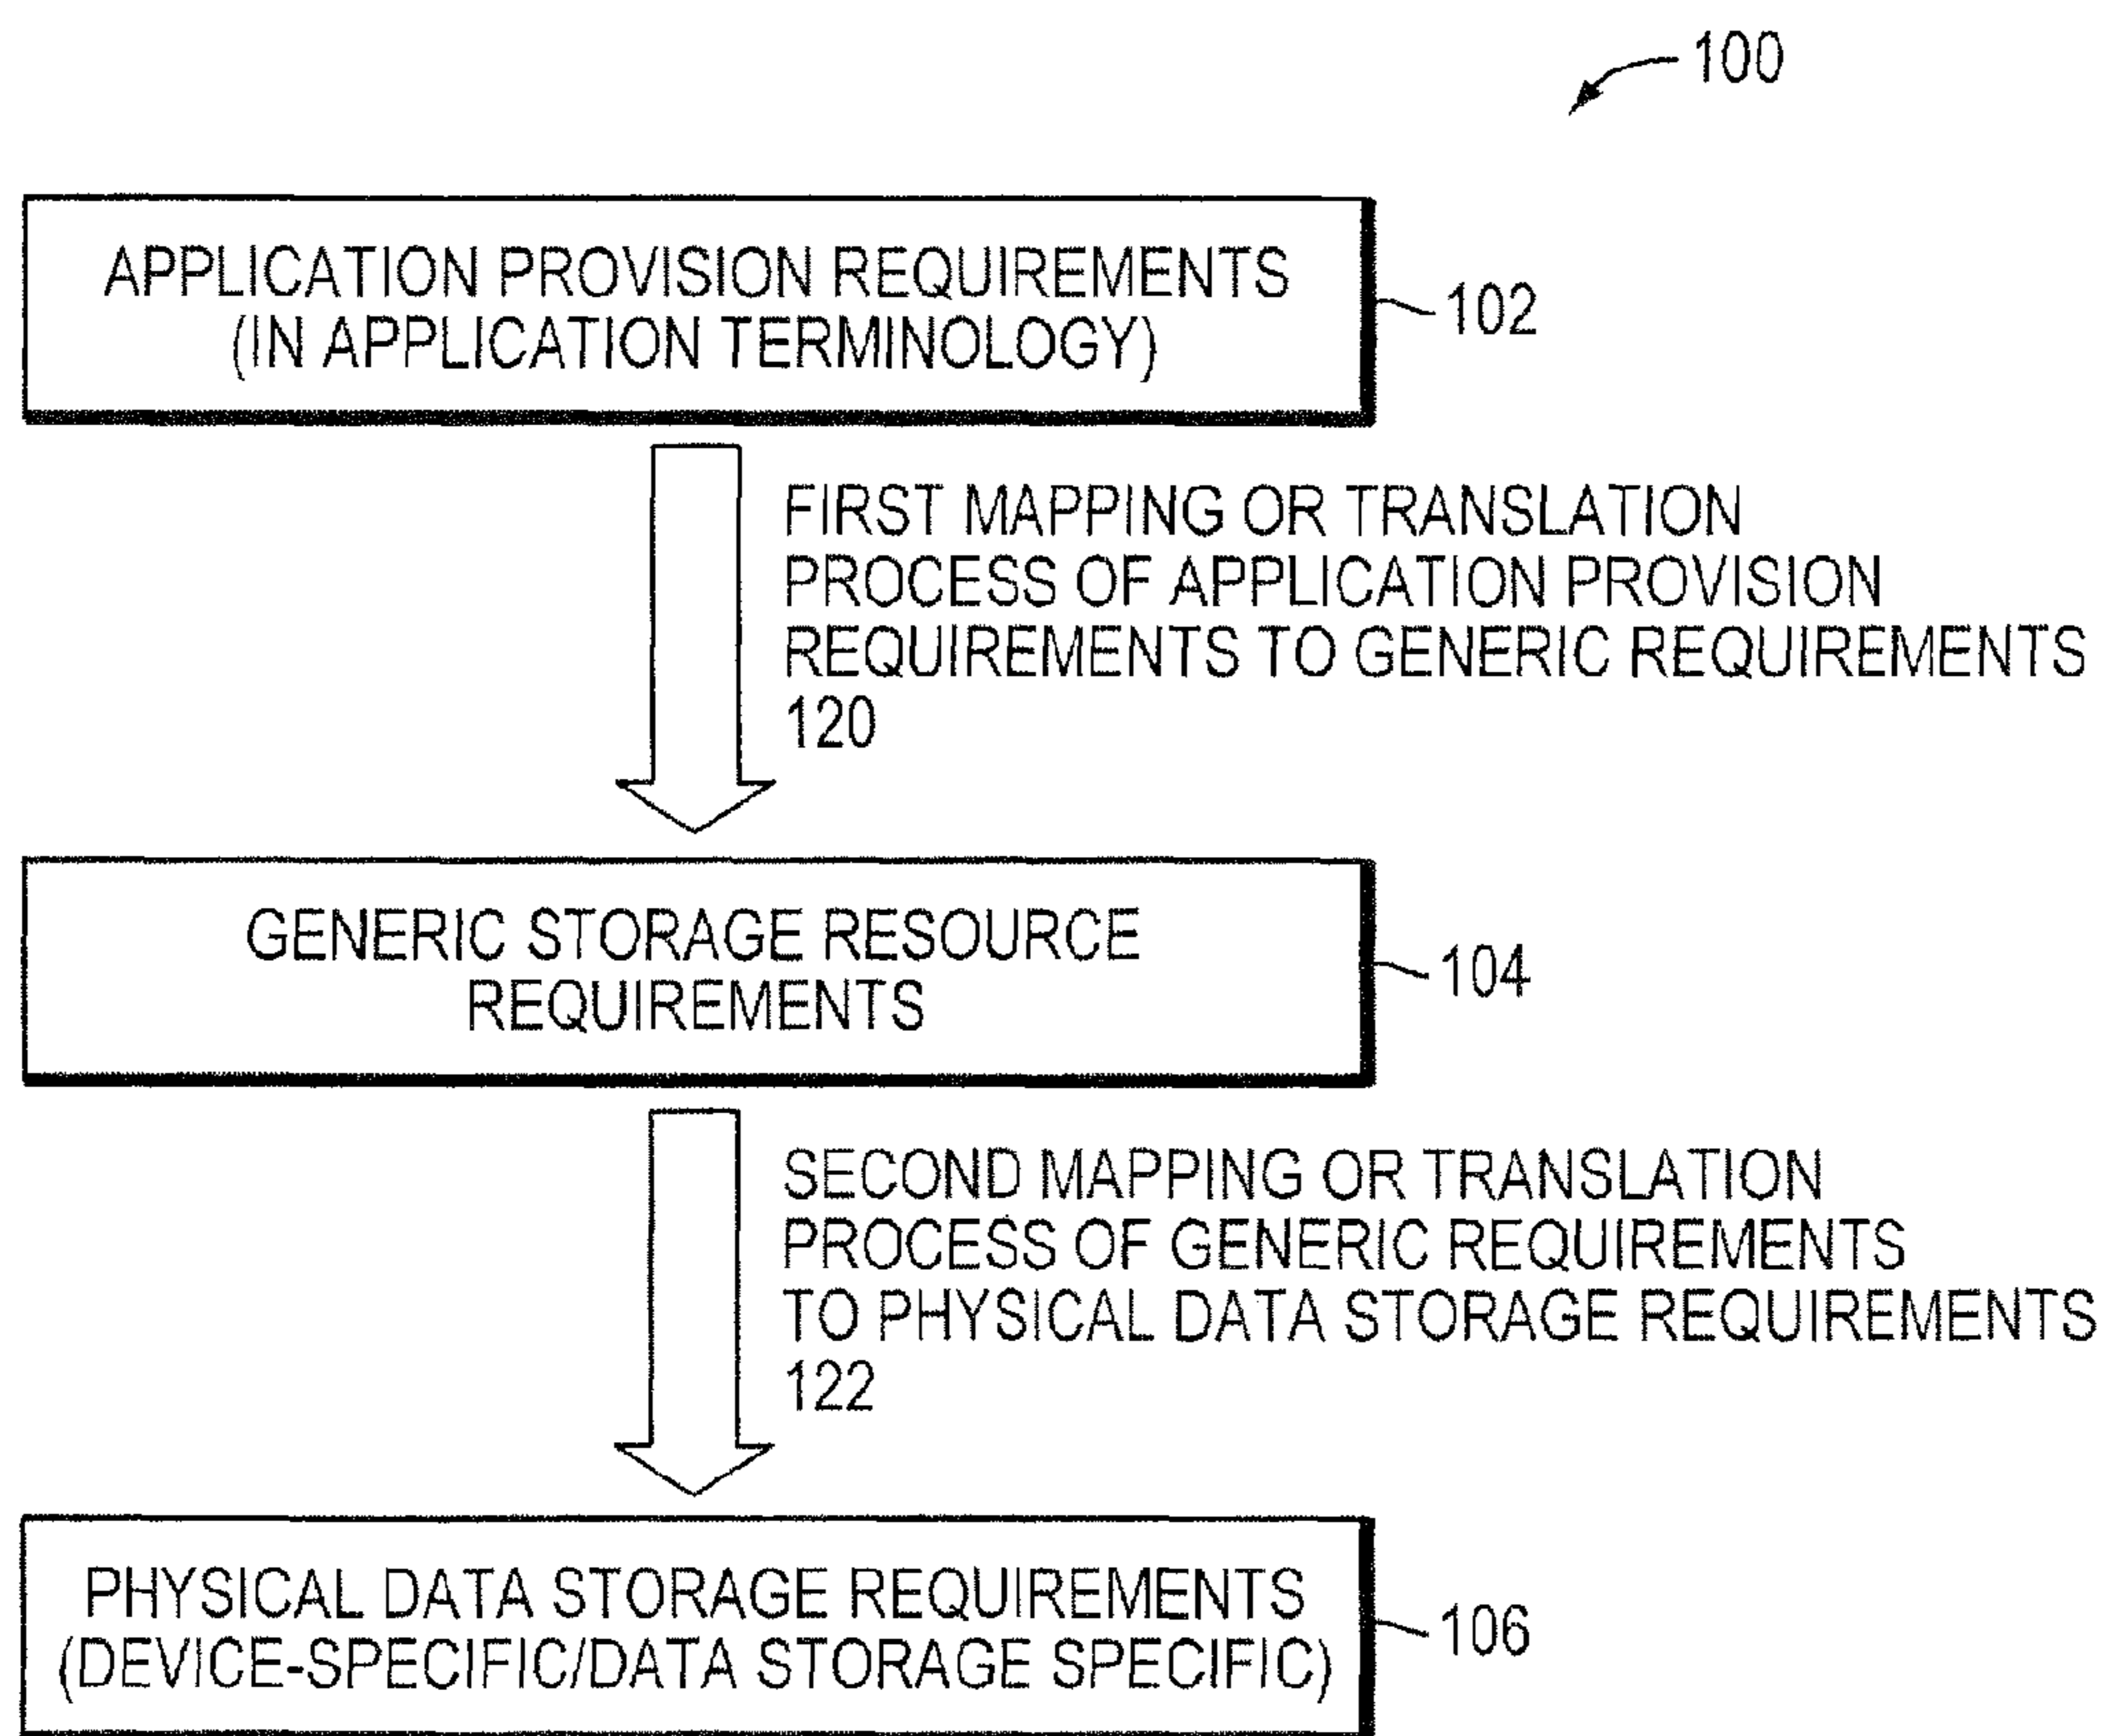 100
APPLICATION PROVISION REQUIREMENTS
(IN APPLICATION TERMINOLOGY)
102
FIRST MAPPING OR TRANSLATION
PROCESS OF APPLICATION PROVISION
REQUIREMENTS TO GENERIC REQUIREMENTS
120
GENERIC STORAGE RESOURCE
REQUIREMENTS
104
SECOND MAPPING OR TRANSLATION
PROCESS OF GENERIC REQUIREMENTS
TO PHYSICAL DATA STORAGE REQUIREMENTS
122
PHYSICAL DATA STORAGE REQUIREMENTS
(DEVICE-SPECIFIC/DATA STORAGE SPECIFIC)
106